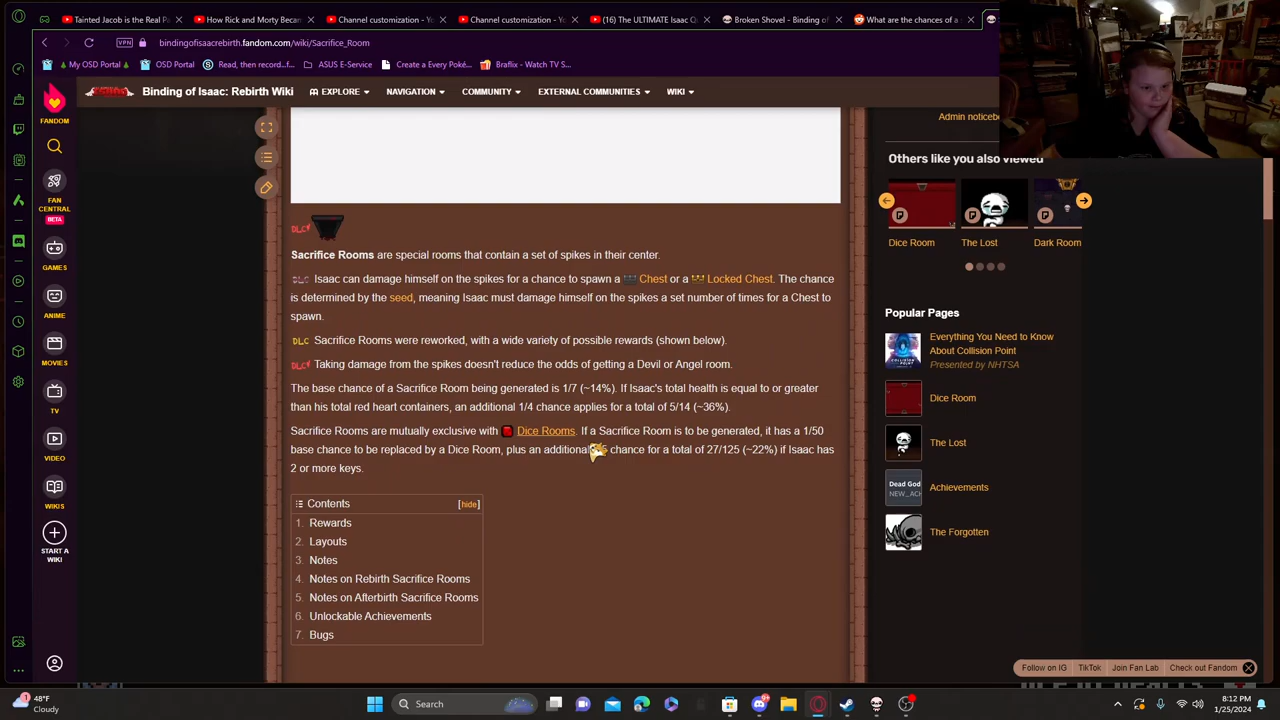 Tainted Jacob is the Real P
How Rick and Morty Becam
Channel customization - Yo
Channel customization - Yo
(16) The ULTIMATE Isaac Q
Broken Shovel - Binding of
What are the chances of a s
VPN
bindingofisaacrebirth.fandom.com/wiki/Sacrifice_Room
My OSD Portal
OSD Portal
Read, then record...f...
ASUS E-Service
Create a Every Poké...
Braflix - Watch TV S...
Binding of Isaac: Rebirth Wiki
EXPLORE
NAVIGATION
COMMUNITY
EXTERNAL COMMUNITIES
WIKI
FANDOM
FAN CENTRAL
BETA
GAMES
ANIME
MOVIES
TV
VIDEO
WIKIS
START A WIKI
DLC
Sacrifice Rooms are special rooms that contain a set of spikes in their center.
DLC Isaac can damage himself on the spikes for a chance to spawn a Chest or a Locked Chest. The chance
is determined by the seed, meaning Isaac must damage himself on the spikes a set number of times for a Chest to
spawn.
DLC Sacrifice Rooms were reworked, with a wide variety of possible rewards (shown below).
DLC Taking damage from the spikes doesn't reduce the odds of getting a Devil or Angel room.
The base chance of a Sacrifice Room being generated is 1/7 (~14%). If Isaac's total health is equal to or greater
than his total red heart containers, an additional 1/4 chance applies for a total of 5/14 (~36%).
Sacrifice Rooms are mutually exclusive with Dice Rooms. If a Sacrifice Room is to be generated, it has a 1/50
base chance to be replaced by a Dice Room, plus an additional chance for a total of 27/125 (~22%) if Isaac has
2 or more keys.
Contents [hide]
1. Rewards
2. Layouts
3. Notes
4. Notes on Rebirth Sacrifice Rooms
5. Notes on Afterbirth Sacrifice Rooms
6. Unlockable Achievements
7. Bugs
Admin noticebo
Others like you also viewed
Dice Room
The Lost
Dark Room
Popular Pages
Everything You Need to Know
About Collision Point
Presented by NHTSA
Dice Room
The Lost
Achievements
The Forgotten
COLLISION POINT
Dead God
NEW_ACH
Follow on IG
TikTok
Join Fan Lab
Check out Fandom
48°F
Cloudy
Search
8:12 PM
1/25/2024